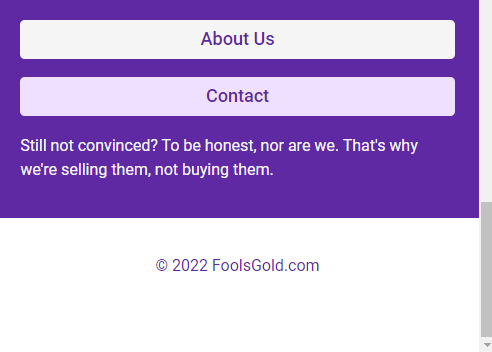 About Us
Contact
Still not convinced? To be honest, nor are we. That's why
we're selling them, not buying them.
© 2022 FoolsGold.com